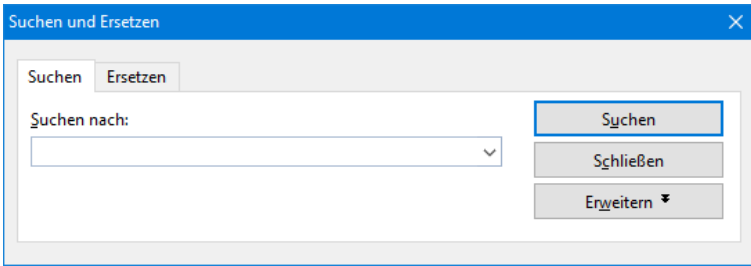 Suchen und Ersetzen
Suchen Ersetzen
Suchen nach:
Suchen
Schließen
Erweitern